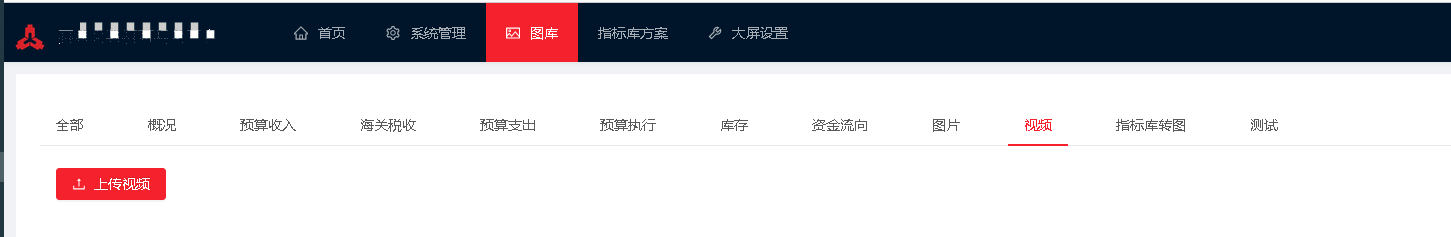 首页 系统管理 图库 指标库方案 大屏设置
全部 概况 预算收入 海关税收 预算支出 预算执行 库存 资金流向 图片 视频 指标库转图 测试
上传视频